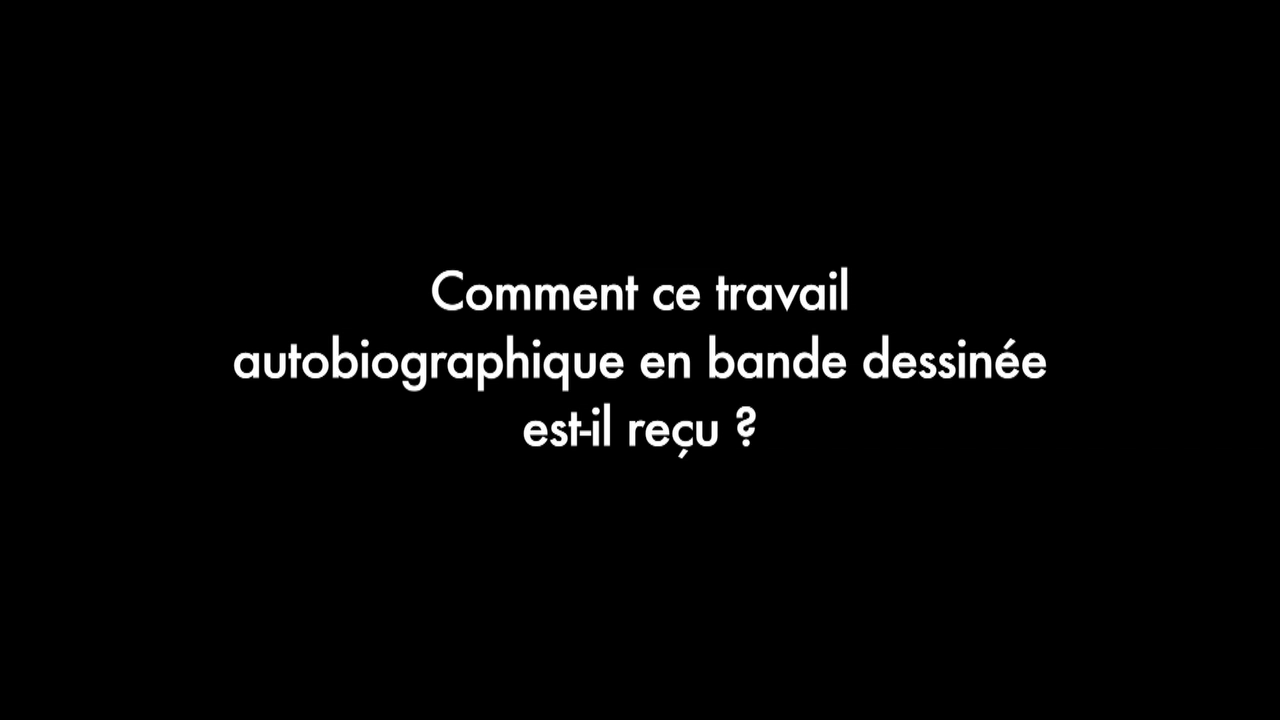 Comment ce travail
autobiographique en bande dessinée
est-il reçu ?